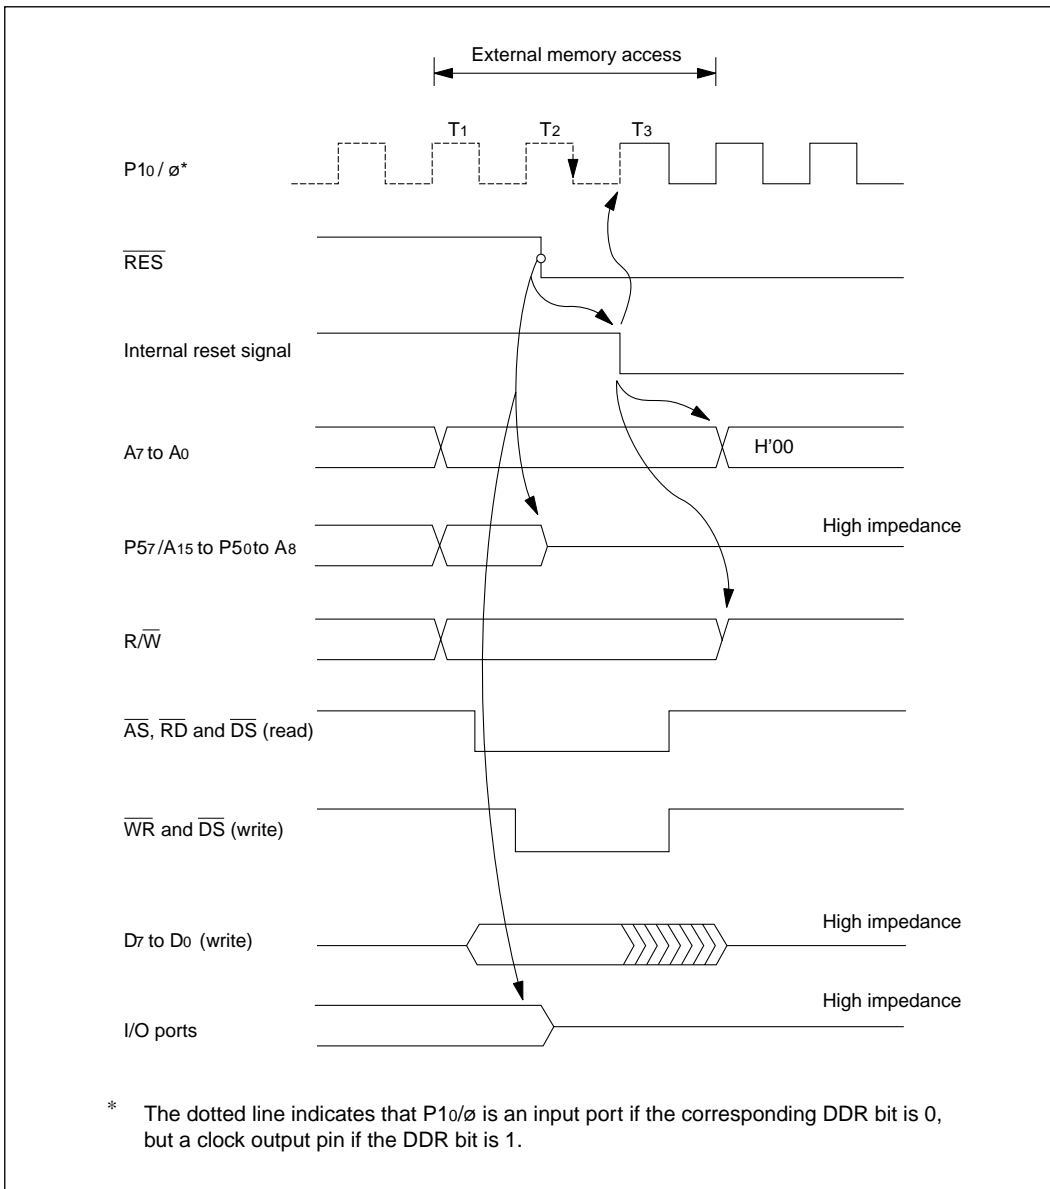 External memory access
T1 T2 T3
P10 / ø*
RES
Internal reset signal
A7 to A0 H'00
P57/A15 to P50 to A8 High impedance
R/W
AS, RD and DS (read)
WR and DS (write)
D7 to D0 (write) High impedance
I/O ports High impedance
* The dotted line indicates that P10/ø is an input port if the corresponding DDR bit is 0,
but a clock output pin if the DDR bit is 1.